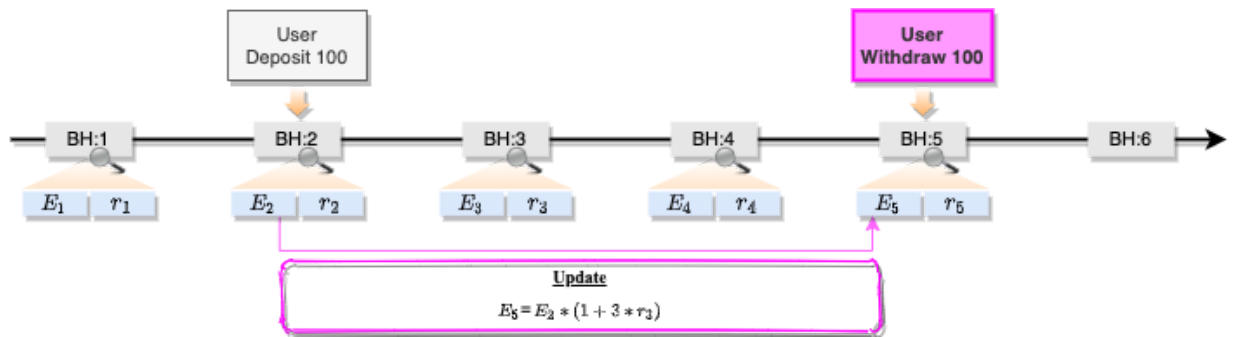 User
Deposit 100
User
Withdraw 100
BH:1
BH:2
BH:3
BH:4
BH:5
BH:6
E₁ r₁
E₂ r₂
E₃ r₃
E₄ r₄
E₅ r₅
Update
E₅ = E₂ * (1 + 3 * r₃)